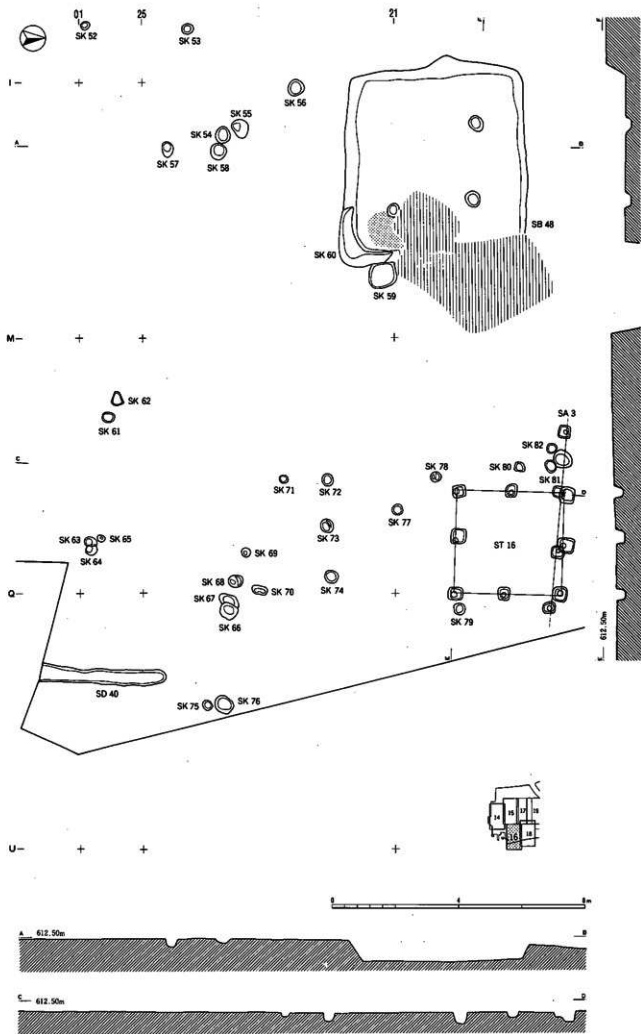 01 25 21 F F
SK 52 SK 53
I
SK 56
SK 55
SK 54
A B
SK 57 SK 58
SB 48
SK 60
SK 59
M
SK 62
SK 61
SA 3
SK 82
C
SK 80
SK 78
SK 81
SK 71 SK 72
D
SK 77
SK 73
SK 65
SK 63
SK 64
ST 16
SK 69
SK 68 SK 70 SK 74
Q
SK 67
SK 66
SK 79
612.50m
E E
SD 40
SK 75 SK 76
14 15 17
16 18
U
0 4 8m
A 612.50m B
C 612.50m D